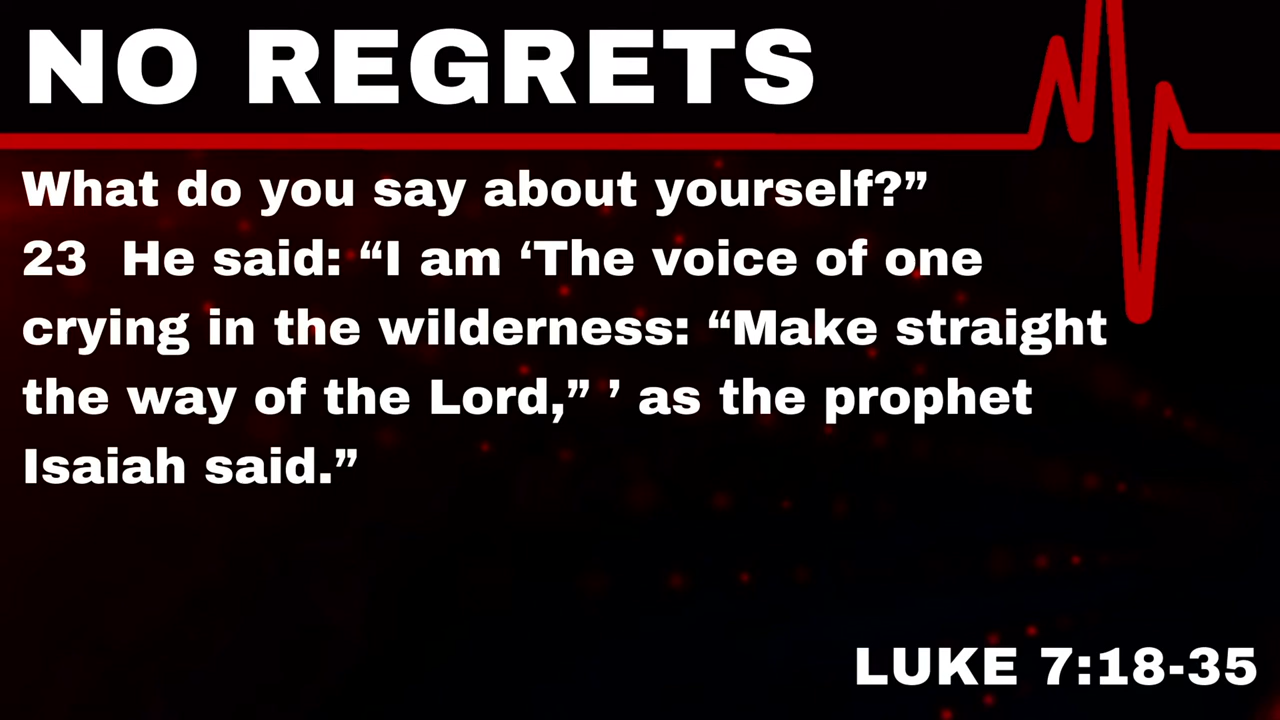 NO REGRETS
What do you say about yourself?”
23  He said: “I am ‘The voice of one
crying in the wilderness: “Make straight
the way of the Lord,” ’ as the prophet
Isaiah said.”
LUKE 7:18-35